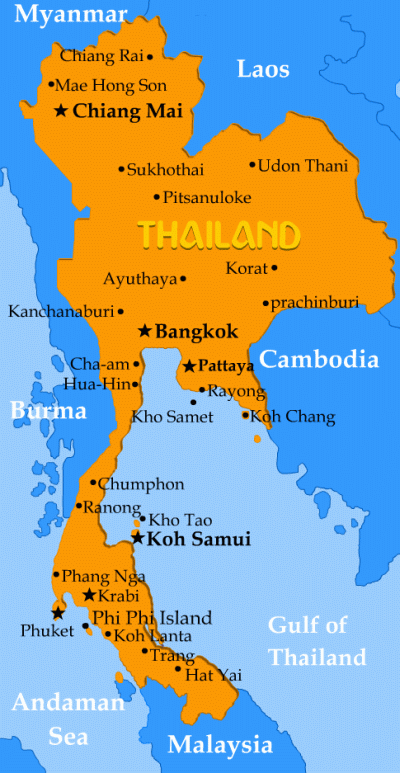 Myanmar
Chiang Rai
Laos
Mae Hong Son
Chiang Mai
Udon Thani
Sukhothai
Pitsanuloke
THAILAND
Korat
Ayuthaya
prachinburi
Kanchanaburi
Bangkok
Cambodia
Cha-am
Pattaya
Hua-Hin
Rayong
Burma
Kho Samet
Koh Chang
Chumphon
Ranong
Kho Tao
Koh Samui
Phang Nga
Krabi
Phi Phi Island
Phuket
Koh Lanta
Gulf of
Thailand
Trang
Hat Yai
Andaman
Sea
Malaysia